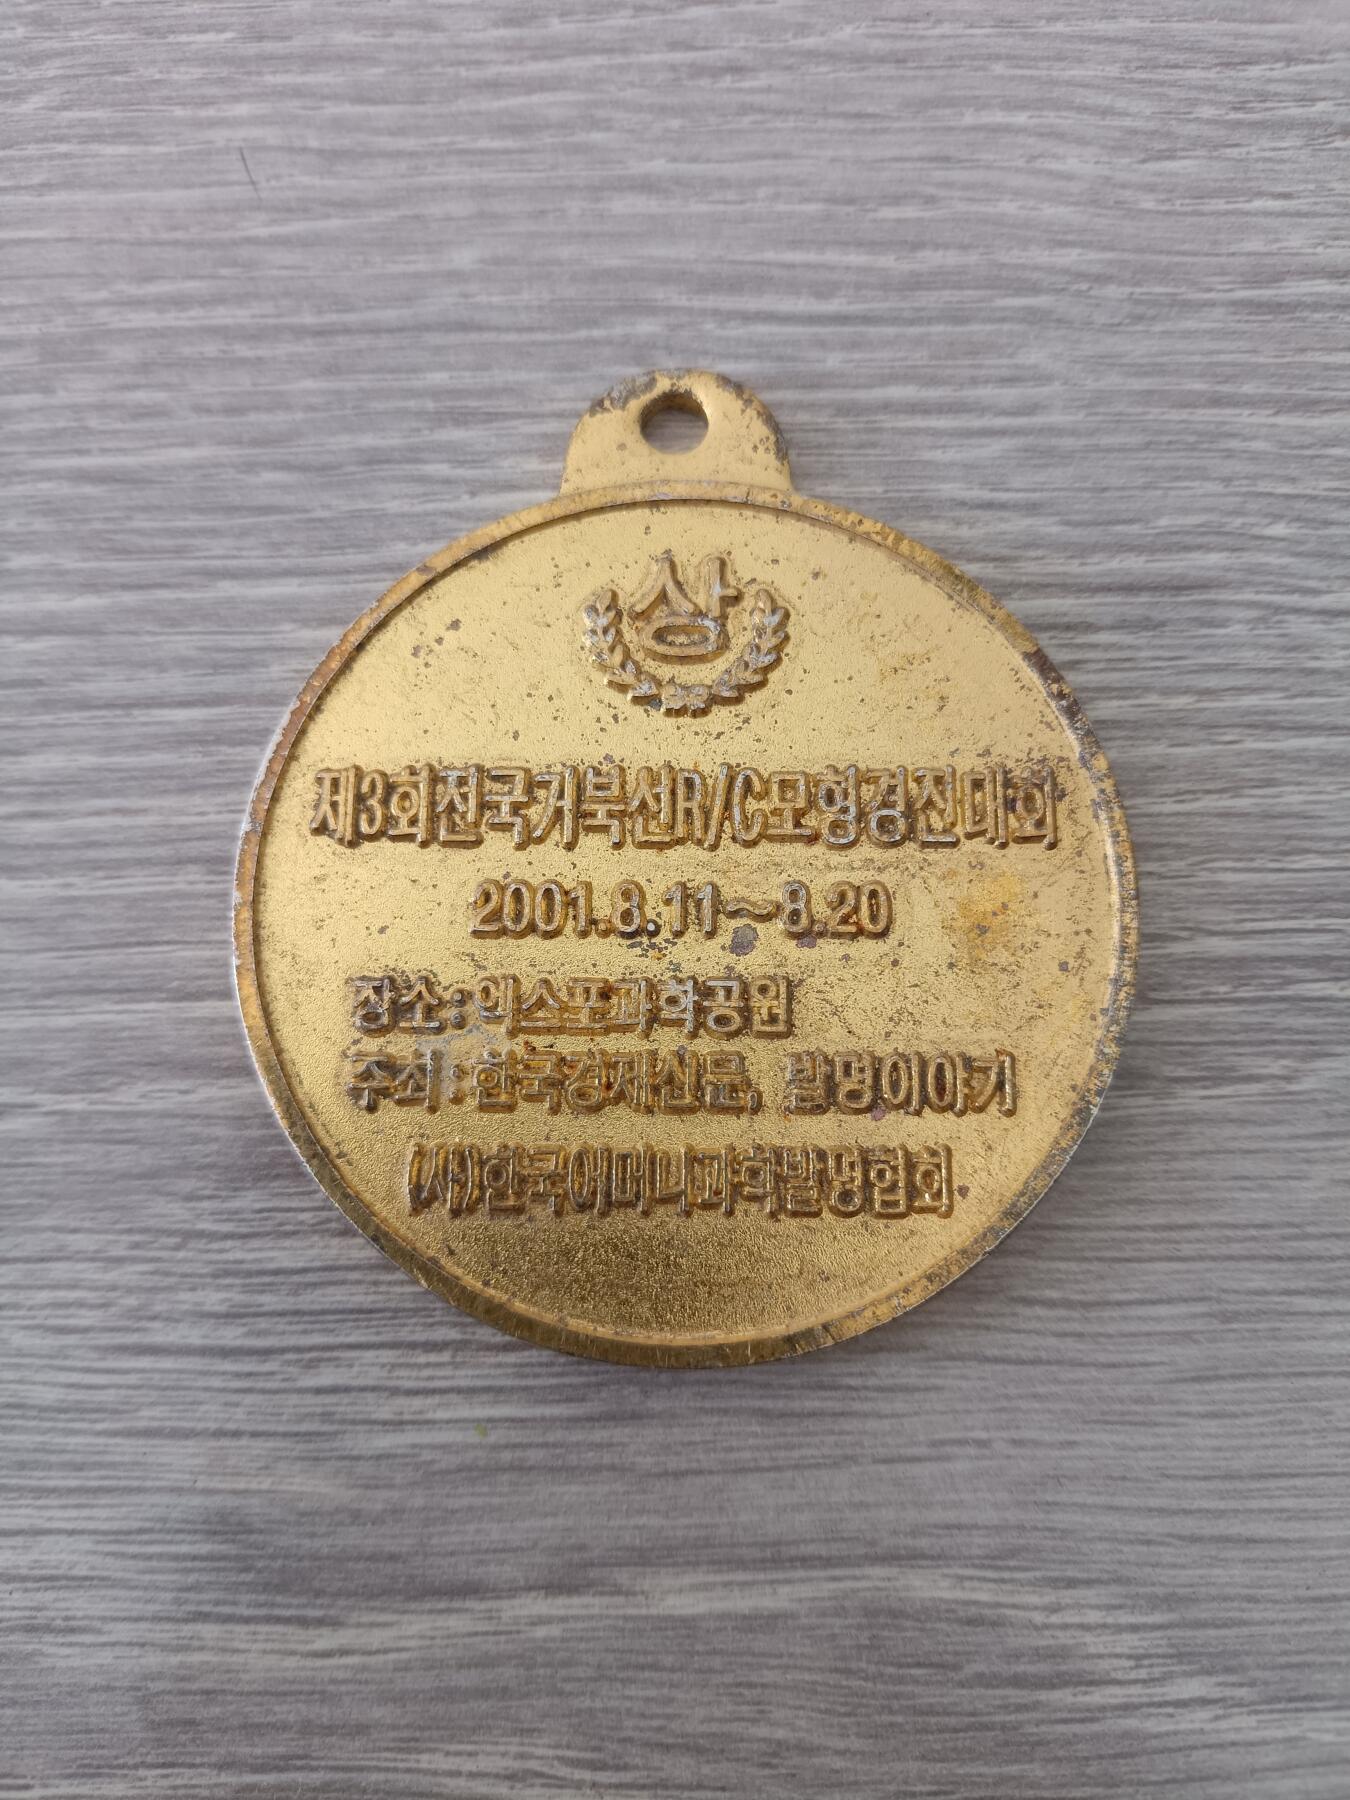 상
제3회전국거북선R/C모형경진대회
2001.8.11~8.20
장소:엑스포과학공원
주최:한국경제신문, 발명이야기
(사)한국어머니과학발명협회